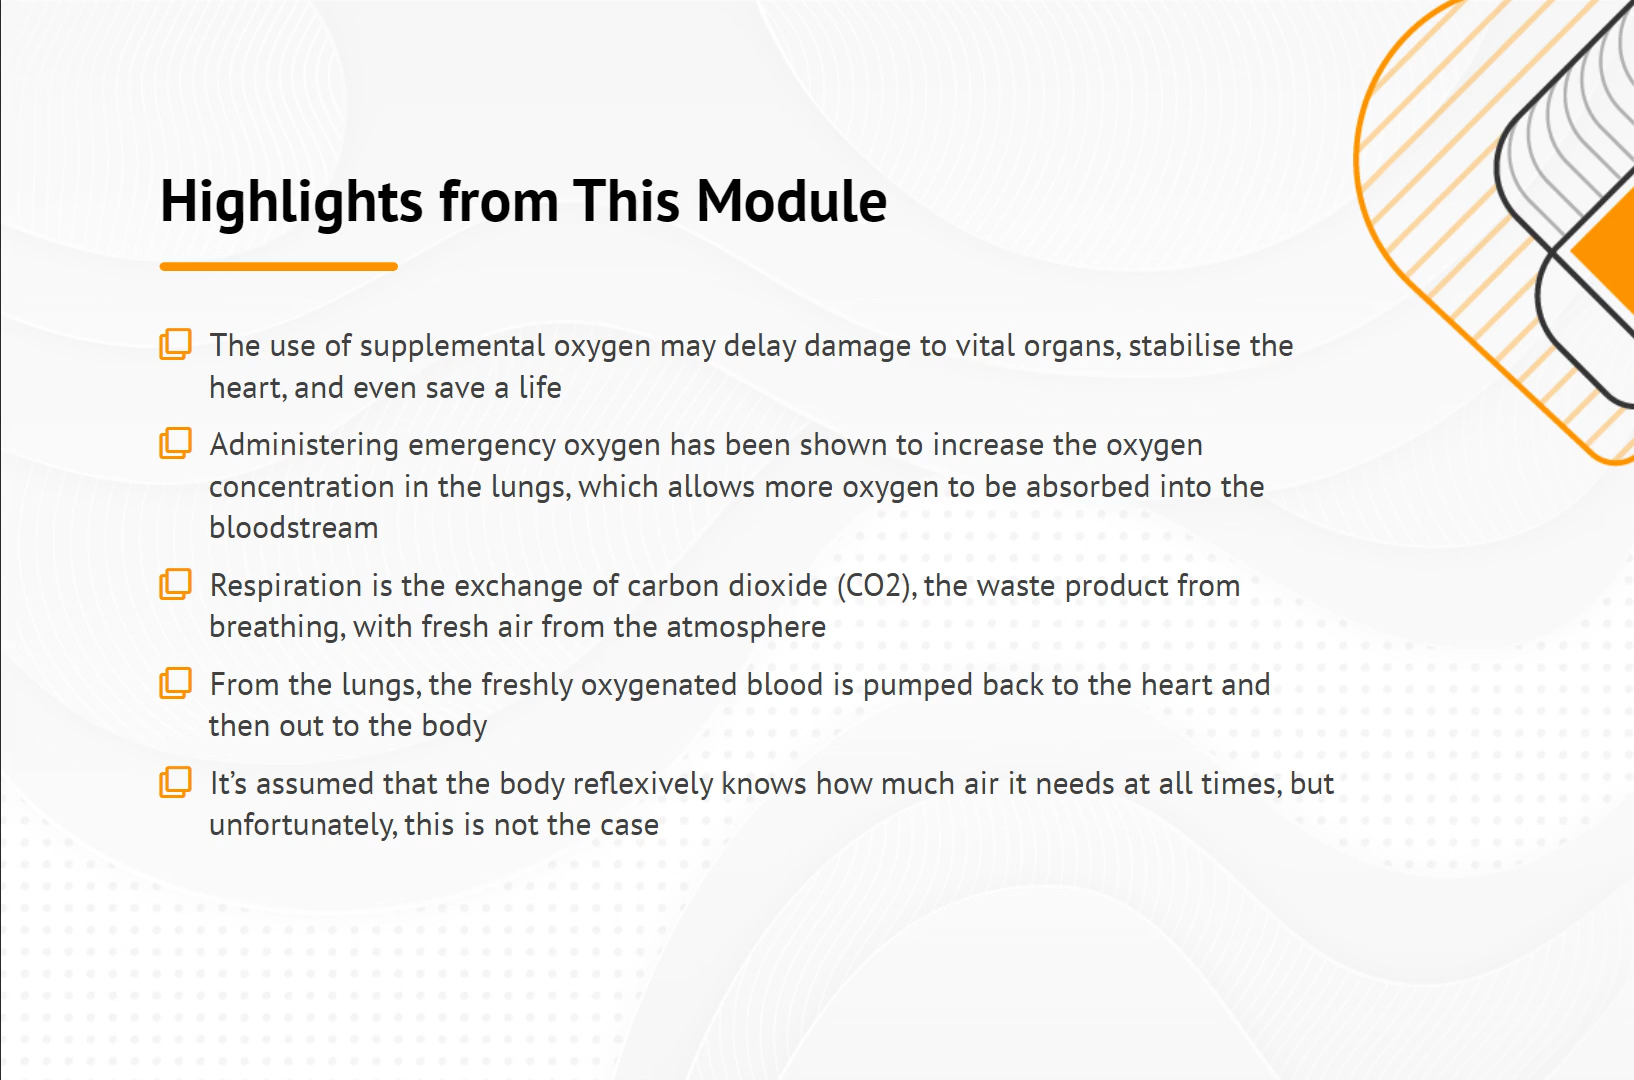 Highlights from This Module
The use of supplemental oxygen may delay damage to vital organs, stabilise the
heart, and even save a life
Administering emergency oxygen has been shown to increase the oxygen
concentration in the lungs, which allows more oxygen to be absorbed into the
bloodstream
Respiration is the exchange of carbon dioxide (CO2), the waste product from
breathing, with fresh air from the atmosphere
From the lungs, the freshly oxygenated blood is pumped back to the heart and
then out to the body
It’s assumed that the body reflexively knows how much air it needs at all times, but
unfortunately, this is not the case